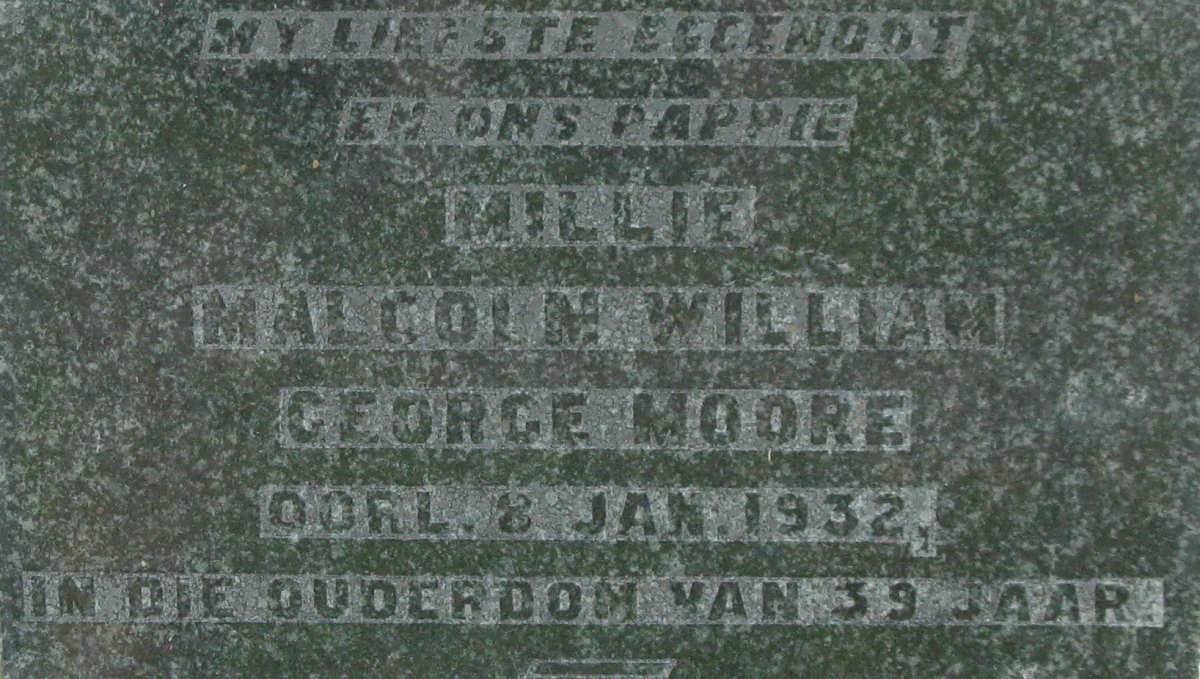 MY LIEFSTE EGGENOOT
EN ONS PAPPIE
MILLIE
MALCOLM WILLIAM
GEORGE MOORE
OORL. 8 JAN. 1932,
IN DIE OUDERDOM VAN 39 JAAR.